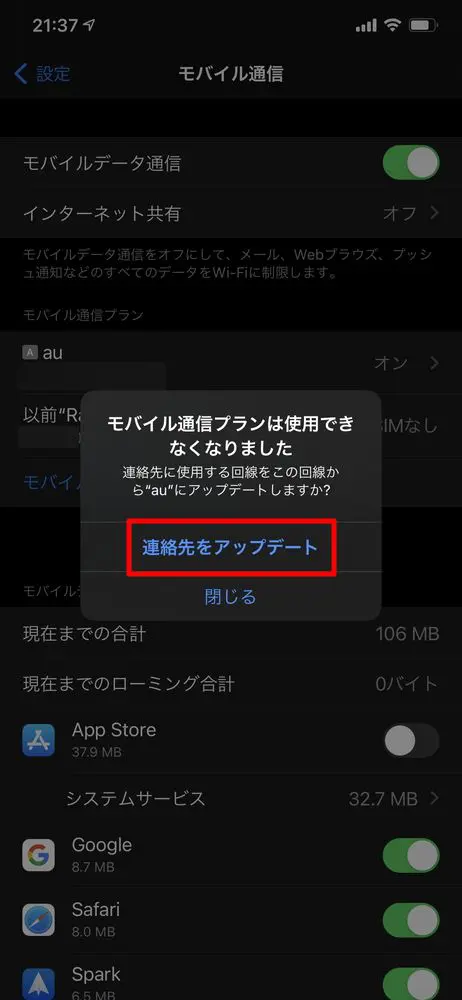 21:37
設定
モバイル通信
モバイルデータ通信
インターネット共有 オフ
モバイルデータ通信をオフにして、メール、Webブラウズ、プッシ
ュ通知などのすべてのデータをWi-Fiに制限します。
モバイル通信プラン
A au
オン
以前“Ra
SIMなし
モバイ
モバイル通信プランは使用でき
なくなりました
連絡先に使用する回線をこの回線か
ら“au”にアップデートしますか?
連絡先をアップデート
閉じる
モバイルデ
現在までの合計 106 MB
現在までのローミング合計 0バイト
App Store
37.9 MB
システムサービス 32.7 MB
Google
8.7 MB
Safari
8.0 MB
Spark
6.5 MB